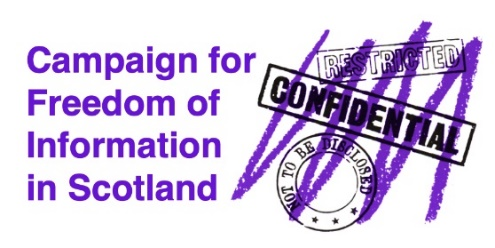 Campaign for
Freedom of
Information
in Scotland
RESTRICTED
CONFIDENTIAL
NOT TO BE DISCLOSED